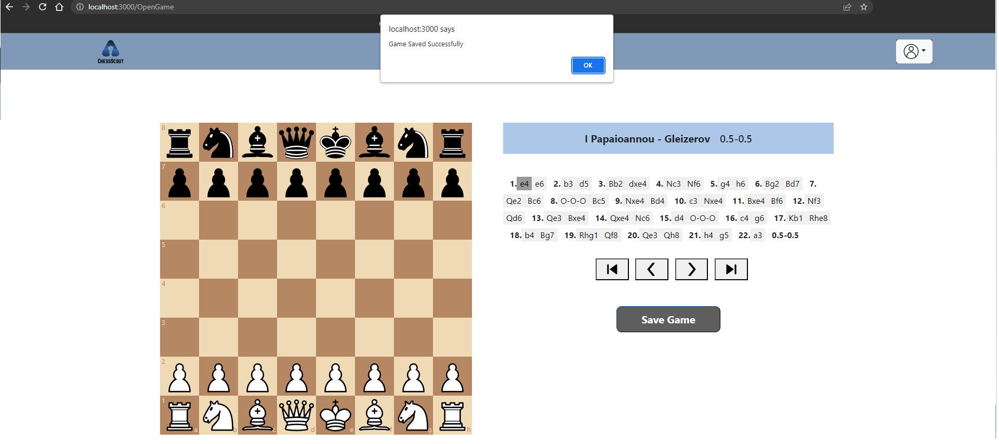 localhost:3000/OpenGame
localhost:3000 says
Game Saved Successfully
OK
ChessScout
I Papaioannou - Gleizerov 0.5-0.5
1. e4 e6 2. b3 d5 3. Bb2 dxe4 4. Nc3 Nf6 5. g4 h6 6. Bg2 Bd7 7.
Qe2 Bc6 8. O-O-O Bc5 9. Nxe4 Bd4 10. c3 Nxe4 11. Bxe4 Bf6 12. Nf3
Qd6 13. Qe3 Bxe4 14. Qxe4 Nc6 15. d4 O-O-O 16. c4 g6 17. Kb1 Rhe8
18. b4 Bg7 19. Rhg1 Qf8 20. Qe3 Qh8 21. h4 g5 22. a3 0.5-0.5
Save Game
8
7
6
5
4
3
2
1
a b c d e f g h